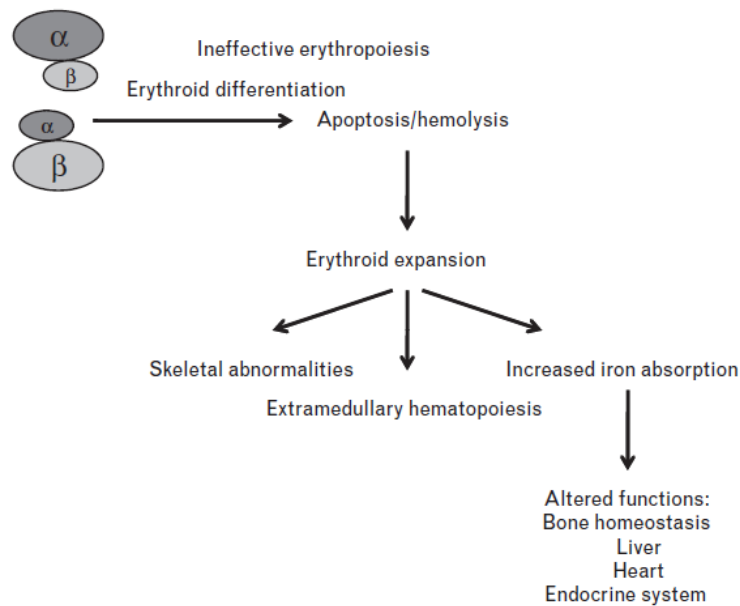 α
β
Ineffective erythropoiesis
Erythroid differentiation
α
β
Apoptosis/hemolysis
Erythroid expansion
Skeletal abnormalities
Increased iron absorption
Extramedullary hematopoiesis
Altered functions:
Bone homeostasis
Liver
Heart
Endocrine system